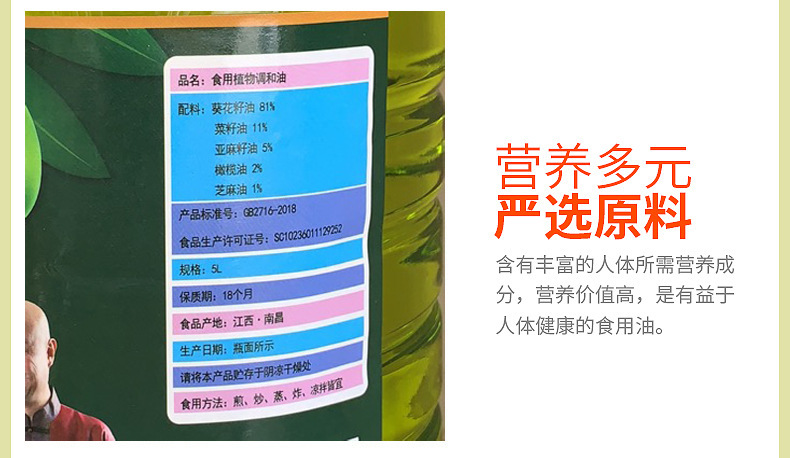 品名：食用植物调和油
配料：葵花籽油 81%
菜籽油 11%
亚麻籽油 5%
橄榄油 2%
芝麻油 1%
产品标准号：GB2716-2018
食品生产许可证号：SC10236011129252
规格：5L
保质期：18个月
食品产地：江西·南昌
生产日期：瓶面所示
请将本产品贮存于阴凉干燥处
食用方法：煎、炒、蒸、炸、凉拌皆宜
营养多元
严选原料
含有丰富的人体所需营养成
分，营养价值高，是有益于
人体健康的食用油。